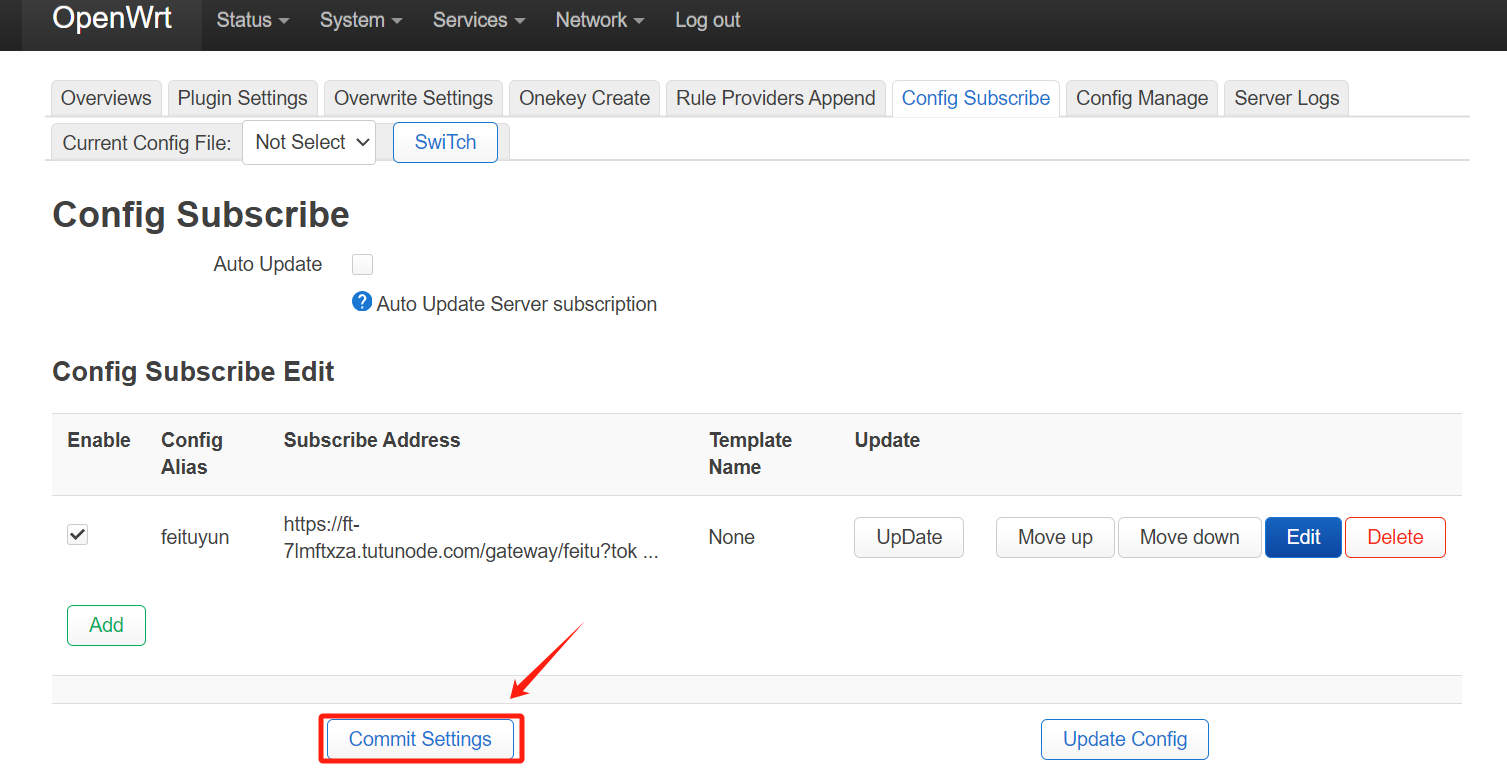 OpenWrt Status System Services Network Log out
Overviews Plugin Settings Overwrite Settings Onekey Create Rule Providers Append Config Subscribe Config Manage Server Logs
Current Config File: Not Select SwiTch
Config Subscribe
Auto Update
? Auto Update Server subscription
Config Subscribe Edit
Enable Config Alias Subscribe Address Template Name Update
feituyun https://ft-7lmftxza.tutunode.com/gateway/feitu?tok ... None UpDate Move up Move down Edit Delete
Add
Commit Settings Update Config